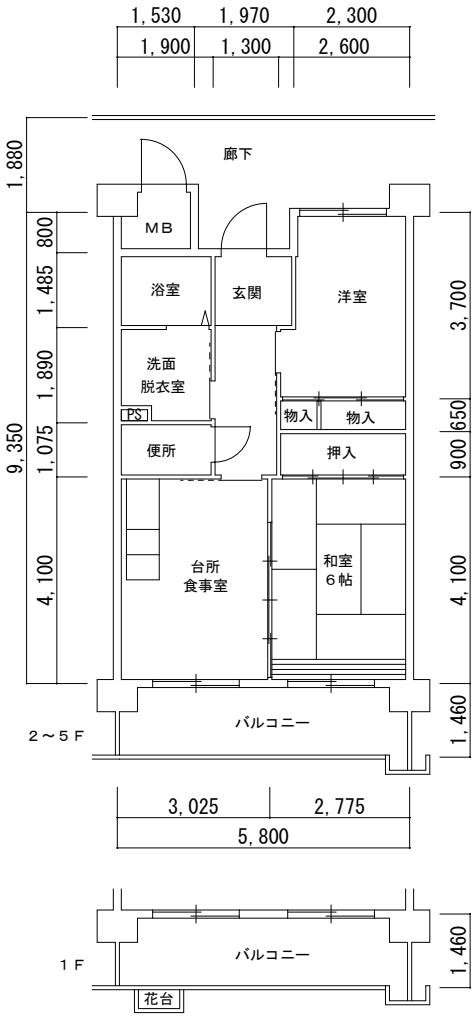 1,530 1,970 2,300
1,900 1,300 2,600
1,880
廊下
800
MB
1,485
浴室
玄関
洋室
3,700
9,350
1,890
洗面
脱衣室
PS
物入
物入
650
1,075
便所
押入
900
4,100
台所
食事室
和室
6帖
4,100
2～5F
バルコニー
1,460
3,025 2,775
5,800
1F
バルコニー
1,460
花台